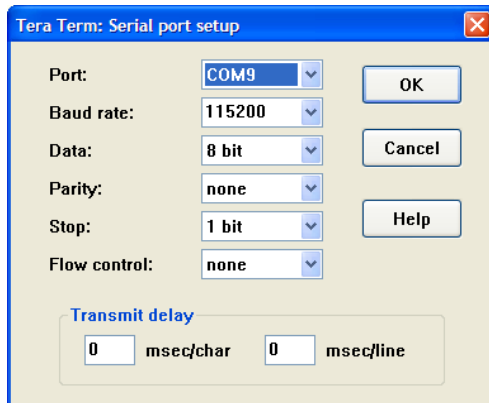 Tera Term: Serial port setup
Port: COM9 OK
Baud rate: 115200
Data: 8 bit Cancel
Parity: none
Stop: 1 bit Help
Flow control: none
Transmit delay
0 msec/char 0 msec/line